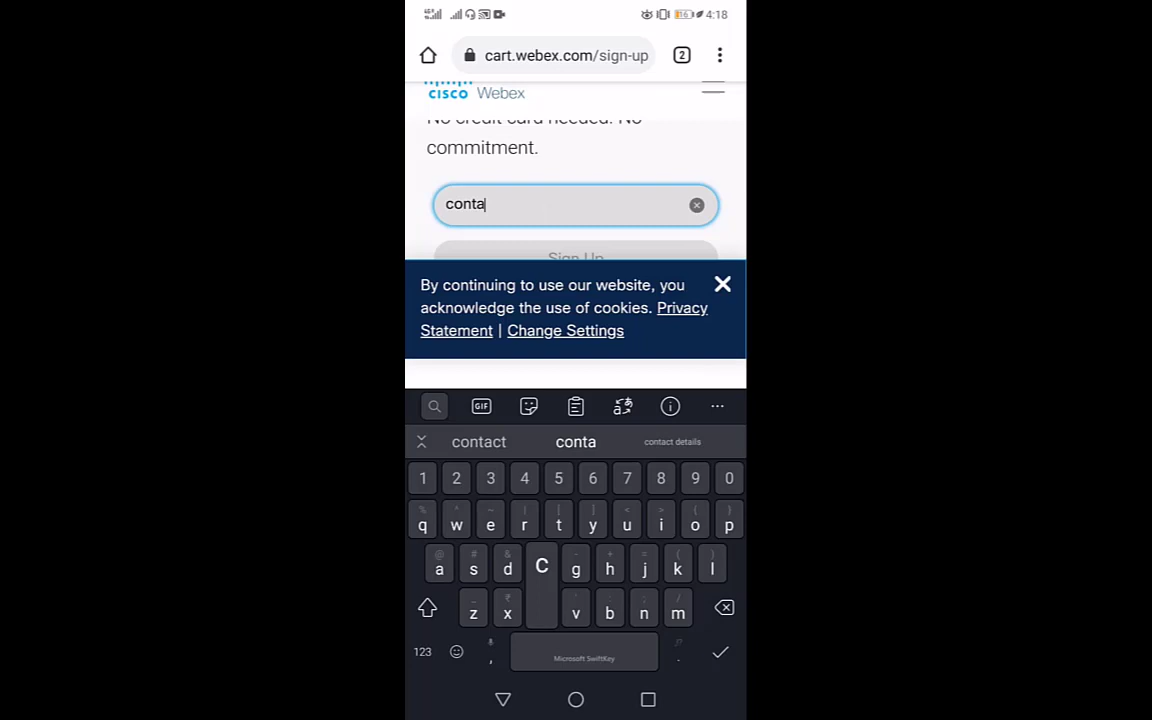 4:18
cart.webex.com/sign-up
2
CISCO Webex
No credit card needed. No
commitment.
conta
Sign Up
By continuing to use our website, you
acknowledge the use of cookies. Privacy
Statement | Change Settings
GIF
contact conta contact details
1 2 3 4 5 6 7 8 9 0
q w e r t y u i o p
a s d C g h j k l
z x v b n m
123 , Microsoft SwiftKey .